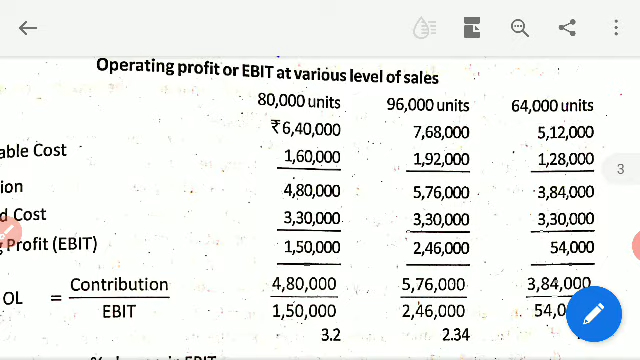 Operating profit or EBIT at various level of sales
80,000 units 96,000 units 64,000 units
₹6,40,000 7,68,000 5,12,000
able Cost 1,60,000 1,92,000 1,28,000
ion 4,80,000 5,76,000 3,84,000
d Cost 3,30,000 3,30,000 3,30,000
Profit (EBIT) 1,50,000 2,46,000 54,000
OL = Contribution / EBIT 4,80,000 / 1,50,000 5,76,000 / 2,46,000 3,84,000 / 54,0
3.2 2.34
3